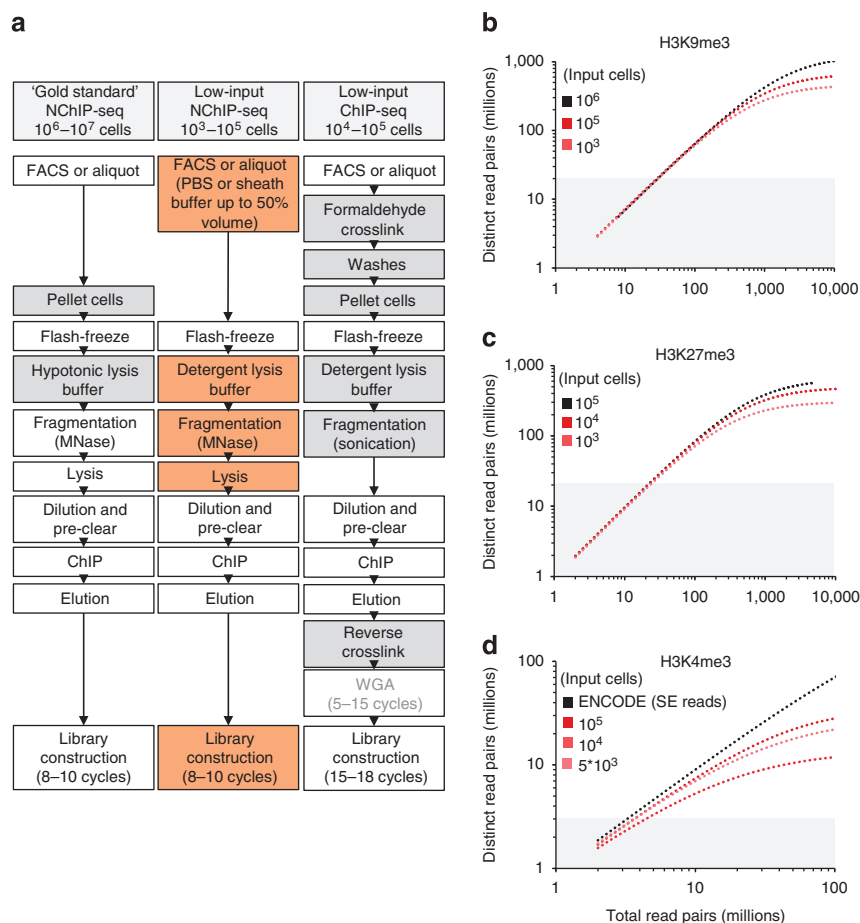 a
'Gold standard'
NChIP-seq
10⁶–10⁷ cells
Low-input
NChIP-seq
10³–10⁵ cells
Low-input
ChIP-seq
10⁴–10⁵ cells
FACS or aliquot
Pellet cells
Flash-freeze
Hypotonic lysis
buffer
Fragmentation
(MNase)
Lysis
Dilution and
pre-clear
ChIP
Elution
Library
construction
(8–10 cycles)
FACS or aliquot
(PBS or sheath
buffer up to 50%
volume)
Flash-freeze
Detergent lysis
buffer
Fragmentation
(MNase)
Lysis
Dilution and
pre-clear
ChIP
Elution
Library
construction
(8–10 cycles)
FACS or aliquot
Formaldehyde
crosslink
Washes
Pellet cells
Flash-freeze
Detergent lysis
buffer
Fragmentation
(sonication)
Dilution and
pre-clear
ChIP
Elution
Reverse
crosslink
WGA
(5–15 cycles)
Library
construction
(15–18 cycles)
b
H3K9me3
Distinct read pairs (millions)
1,000
100
10
1
(Input cells)
10⁶
10⁵
10³
1 10 100 1,000 10,000
c
H3K27me3
Distinct read pairs (millions)
1,000
100
10
1
(Input cells)
10⁵
10⁴
10³
1 10 100 1,000 10,000
d
H3K4me3
Distinct read pairs (millions)
100
10
1
(Input cells)
ENCODE (SE reads)
10⁵
10⁴
5*10³
1 10 100
Total read pairs (millions)